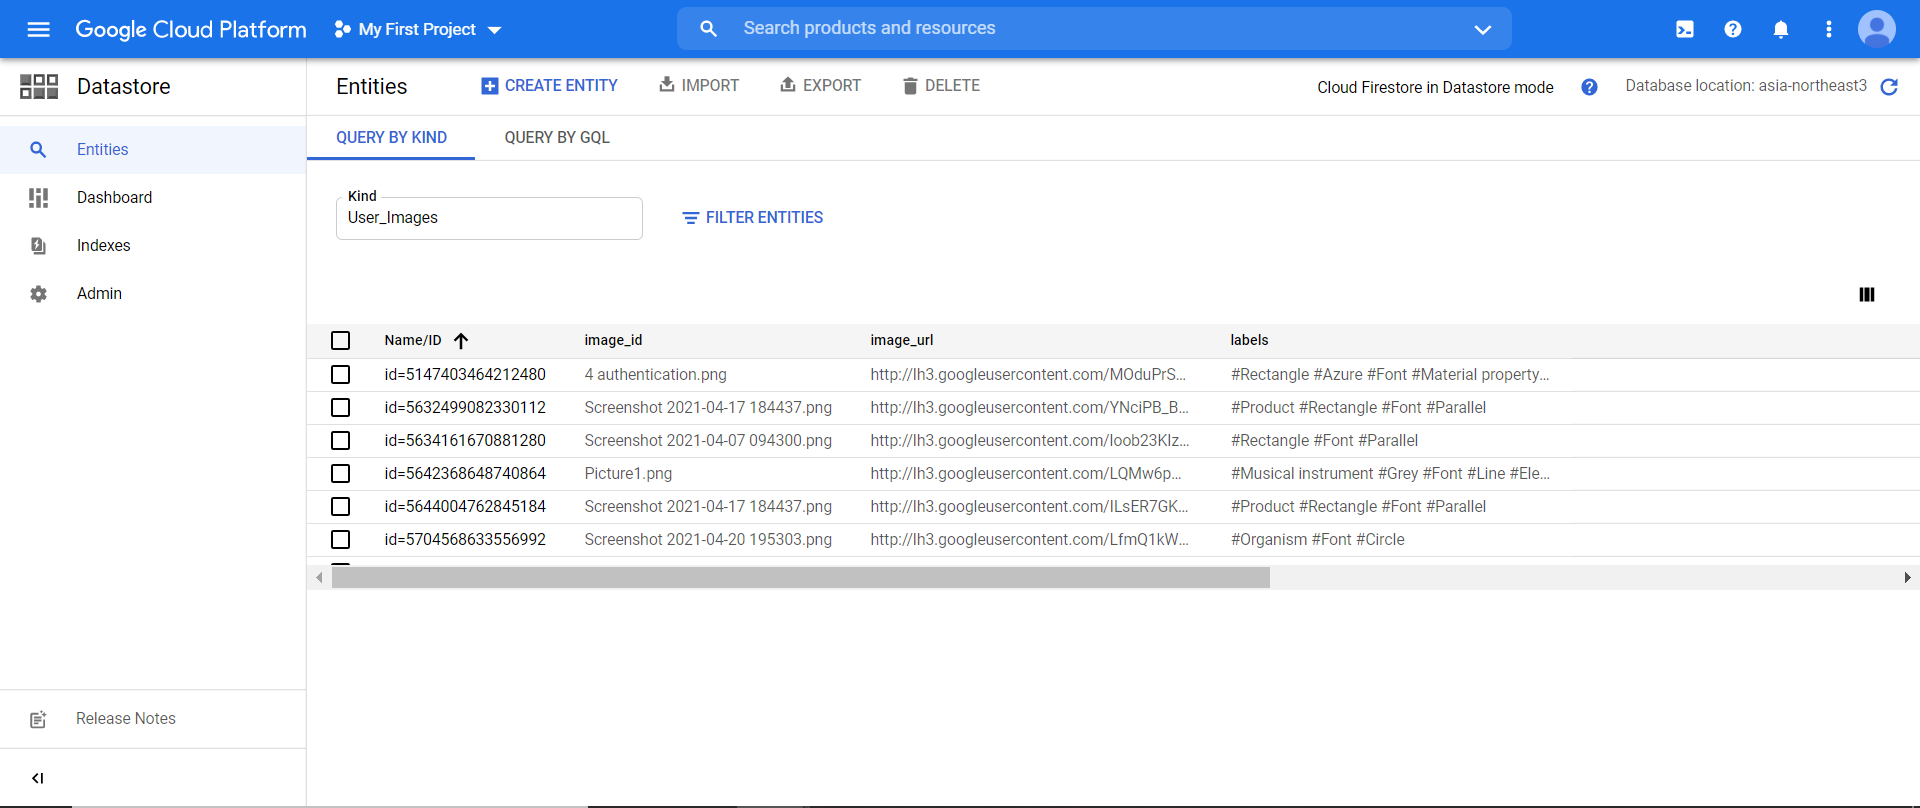 Google Cloud Platform
My First Project
Search products and resources
Datastore
Entities
Dashboard
Indexes
Admin
Release Notes
Entities
CREATE ENTITY
IMPORT
EXPORT
DELETE
Cloud Firestore in Datastore mode
Database location: asia-northeast3
QUERY BY KIND
QUERY BY GQL
Kind
User_Images
FILTER ENTITIES
Name/ID image_id image_url labels
id=5147403464212480 4 authentication.png http://lh3.googleusercontent.com/MOduPrS... #Rectangle #Azure #Font #Material property...
id=5632499082330112 Screenshot 2021-04-17 184437.png http://lh3.googleusercontent.com/YNciPB_B... #Product #Rectangle #Font #Parallel
id=5634161670881280 Screenshot 2021-04-07 094300.png http://lh3.googleusercontent.com/Ioob23KIz... #Rectangle #Font #Parallel
id=5642368648740864 Picture1.png http://lh3.googleusercontent.com/LQMw6p... #Musical instrument #Grey #Font #Line #Ele...
id=5644004762845184 Screenshot 2021-04-17 184437.png http://lh3.googleusercontent.com/ILsER7GK... #Product #Rectangle #Font #Parallel
id=5704568633556992 Screenshot 2021-04-20 195303.png http://lh3.googleusercontent.com/LfmQ1kW... #Organism #Font #Circle